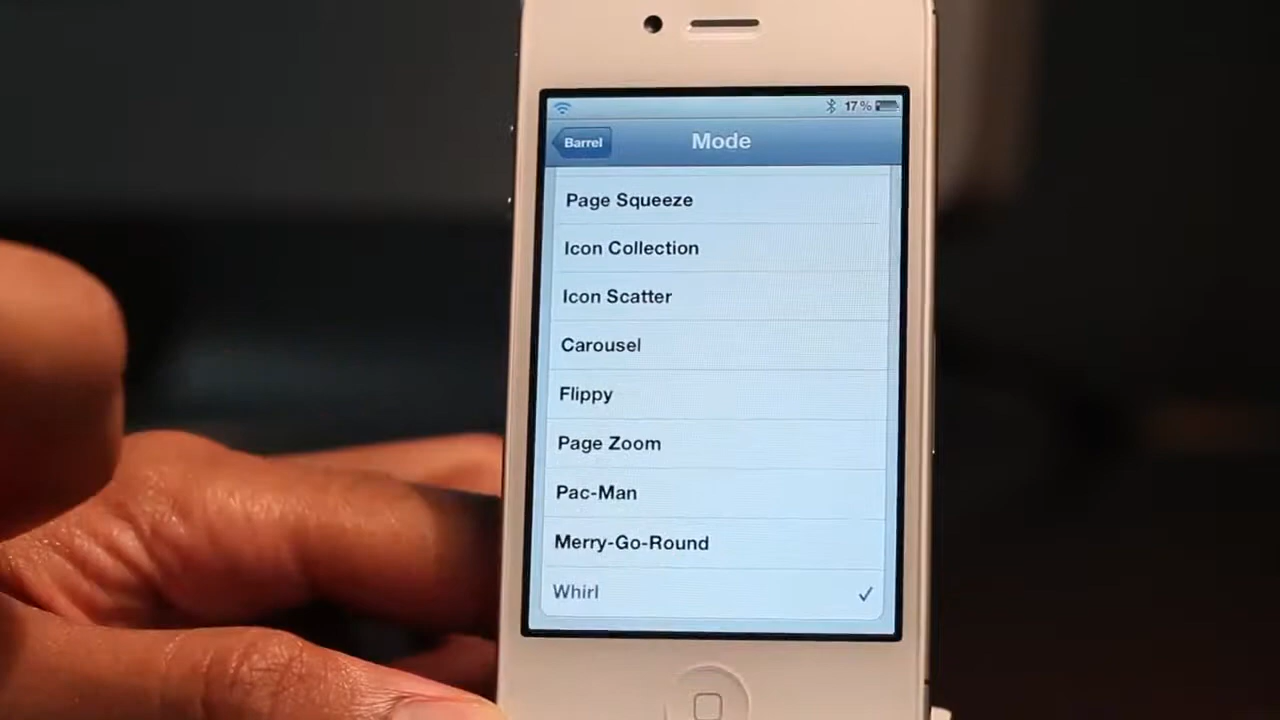 17%
Barrel
Mode
Page Squeeze
Icon Collection
Icon Scatter
Carousel
Flippy
Page Zoom
Pac-Man
Merry-Go-Round
Whirl